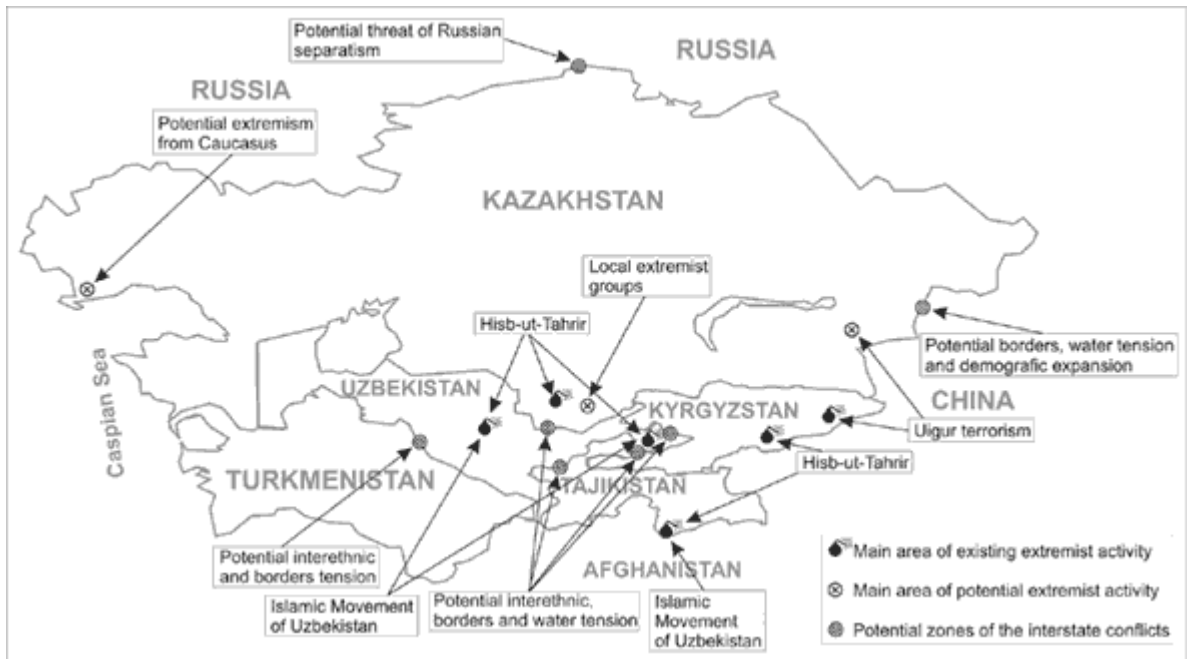 Potential threat of Russian
separatism
RUSSIA
RUSSIA
Potential extremism
from Caucasus
KAZAKHSTAN
Local extremist
groups
Hisb-ut-Tahrir
Potential borders, water tension
and demografic expansion
Caspian Sea
UZBEKISTAN
KYRGYZSTAN
CHINA
Uigur terrorism
Hisb-ut-Tahrir
TURKMENISTAN
TAJIKISTAN
Potential interethnic
and borders tension
AFGHANISTAN
Islamic Movement
of Uzbekistan
Potential interethnic,
borders and water tension
Islamic
Movement
of Uzbekistan
Main area of existing extremist activity
Main area of potential extremist activity
Potential zones of the interstate conflicts